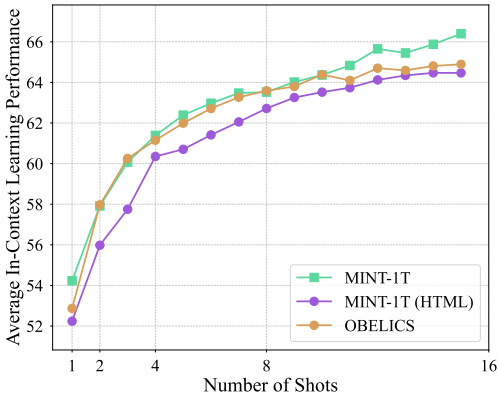 Average In-Context Learning Performance
66
64
62
60
58
56
54
52
1 2 4 8 16
Number of Shots
MINT-1T
MINT-1T (HTML)
OBELICS